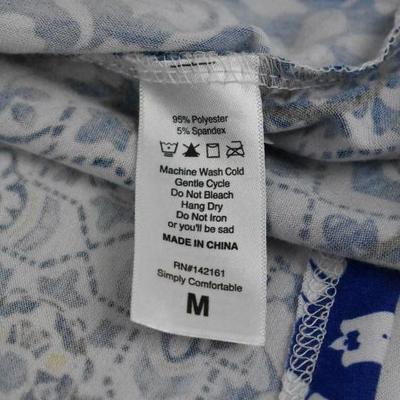 95% Polyester
5% Spandex
Machine Wash Cold
Gentle Cycle
Do Not Bleach
Hang Dry
Do Not Iron
or you'll be sad
MADE IN CHINA
RN#142161
Simply Comfortable
M